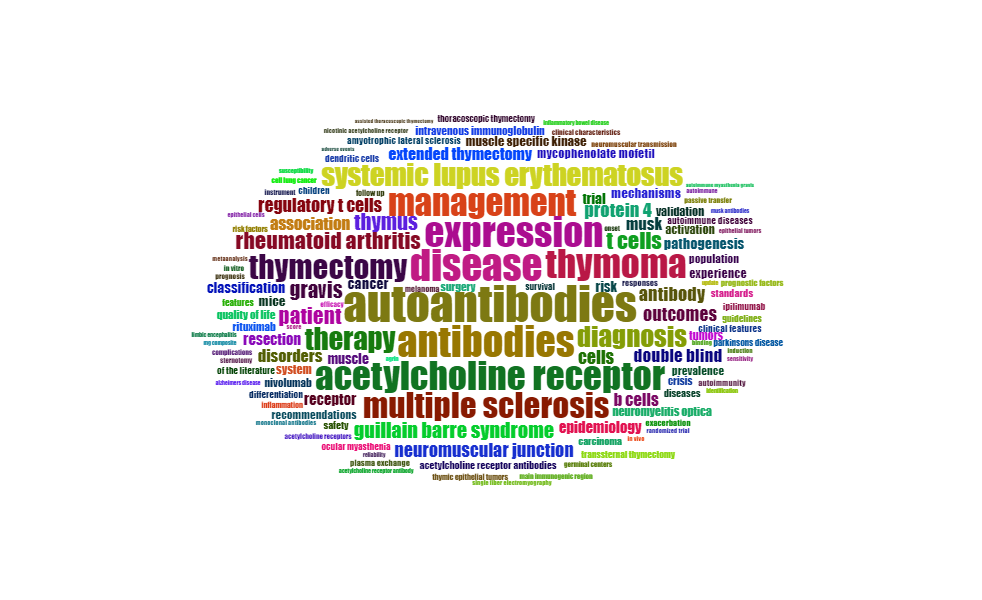 assisted thoracoscopic thymectomy
thoracoscopic thymectomy
inflammatory bowel disease
nicotinic acetylcholine receptor
intravenous immunoglobulin
clinical characteristics
amyotrophic lateral sclerosis
muscle specific kinase
neuromuscular transmission
adverse events
dendritic cells
extended thymectomy
mycophenolate mofetil
susceptibility
systemic lupus erythematosus
cell lung cancer
autoimmune myasthenia gravis
instrument
children
follow up
management
trial
mechanisms
autoimmune
passive transfer
regulatory t cells
protein 4
validation
musk antibodies
epithelial cells
association
thymus
expression
onset
musk
autoimmune diseases
risk factors
activation
epithelial tumors
rheumatoid arthritis
t cells
pathogenesis
metaanalysis
in vitro
prognosis
thymectomy
disease
thymoma
population
experience
classification
gravis
cancer
melanoma
surgery
survival
risk
responses
update
prognostic factors
features
mice
efficacy
autoantibodies
antibody
standards
quality of life
patient
outcomes
ipilimumab
guidelines
rituximab
score
clinical features
limbic encephalitis
mg composite
resection
therapy
antibodies
diagnosis
tumors
binding
parkinsons disease
complications
sternotomy
disorders
muscle
cells
double blind
induction
sensitivity
of the literature
system
acetylcholine receptor
prevalence
alzheimers disease
nivolumab
crisis
autoimmunity
differentiation
receptor
multiple sclerosis
b cells
diseases
identification
inflammation
recommendations
neuromyelitis optica
monoclonal antibodies
safety
guillain barre syndrome
epidemiology
exacerbation
randomized trial
acetylcholine receptors
carcinoma
in vivo
ocular myasthenia
neuromuscular junction
reliability
transsternal thymectomy
plasma exchange
acetylcholine receptor antibodies
germinal centers
acetylcholine receptor antibody
thymic epithelial tumors
main immunogenic region
single fiber electromyography